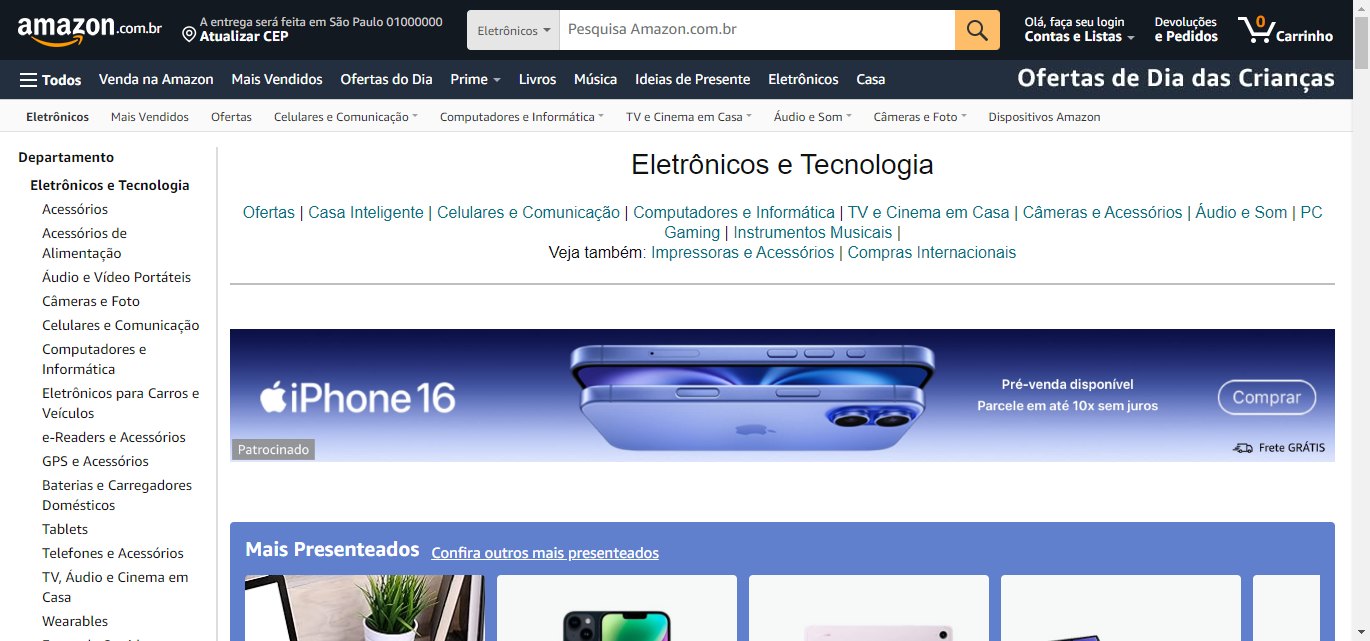 amazon.com.br
A entrega será feita em São Paulo 01000000
Atualizar CEP
Eletrônicos
Pesquisa Amazon.com.br
Olá, faça seu login
Contas e Listas
Devoluções
e Pedidos
0
Carrinho
Todos
Venda na Amazon
Mais Vendidos
Ofertas do Dia
Prime
Livros
Música
Ideias de Presente
Eletrônicos
Casa
Ofertas de Dia das Crianças
Eletrônicos
Mais Vendidos
Ofertas
Celulares e Comunicação
Computadores e Informática
TV e Cinema em Casa
Áudio e Som
Câmeras e Foto
Dispositivos Amazon
Departamento
Eletrônicos e Tecnologia
Acessórios
Acessórios de
Alimentação
Áudio e Vídeo Portáteis
Câmeras e Foto
Celulares e Comunicação
Computadores e
Informática
Eletrônicos para Carros e
Veículos
e-Readers e Acessórios
GPS e Acessórios
Baterias e Carregadores
Domésticos
Tablets
Telefones e Acessórios
TV, Áudio e Cinema em
Casa
Wearables
Eletrônicos e Tecnologia
Ofertas | Casa Inteligente | Celulares e Comunicação | Computadores e Informática | TV e Cinema em Casa | Câmeras e Acessórios | Áudio e Som | PC
Gaming | Instrumentos Musicais |
Veja também: Impressoras e Acessórios | Compras Internacionais
iPhone 16
Pré-venda disponível
Parcele em até 10x sem juros
Comprar
Patrocinado
Frete GRÁTIS
Mais Presenteados
Confira outros mais presenteados